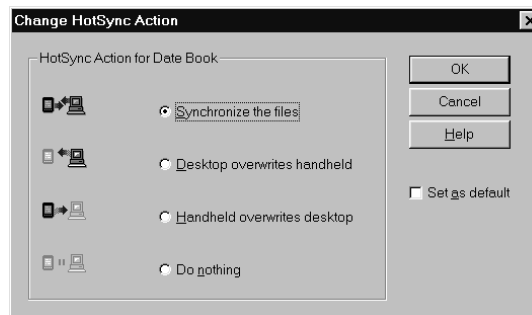 Change HotSync Action
HotSync Action for Date Book
Synchronize the files
Desktop overwrites handheld
Handheld overwrites desktop
Do nothing
OK
Cancel
Help
Set as default